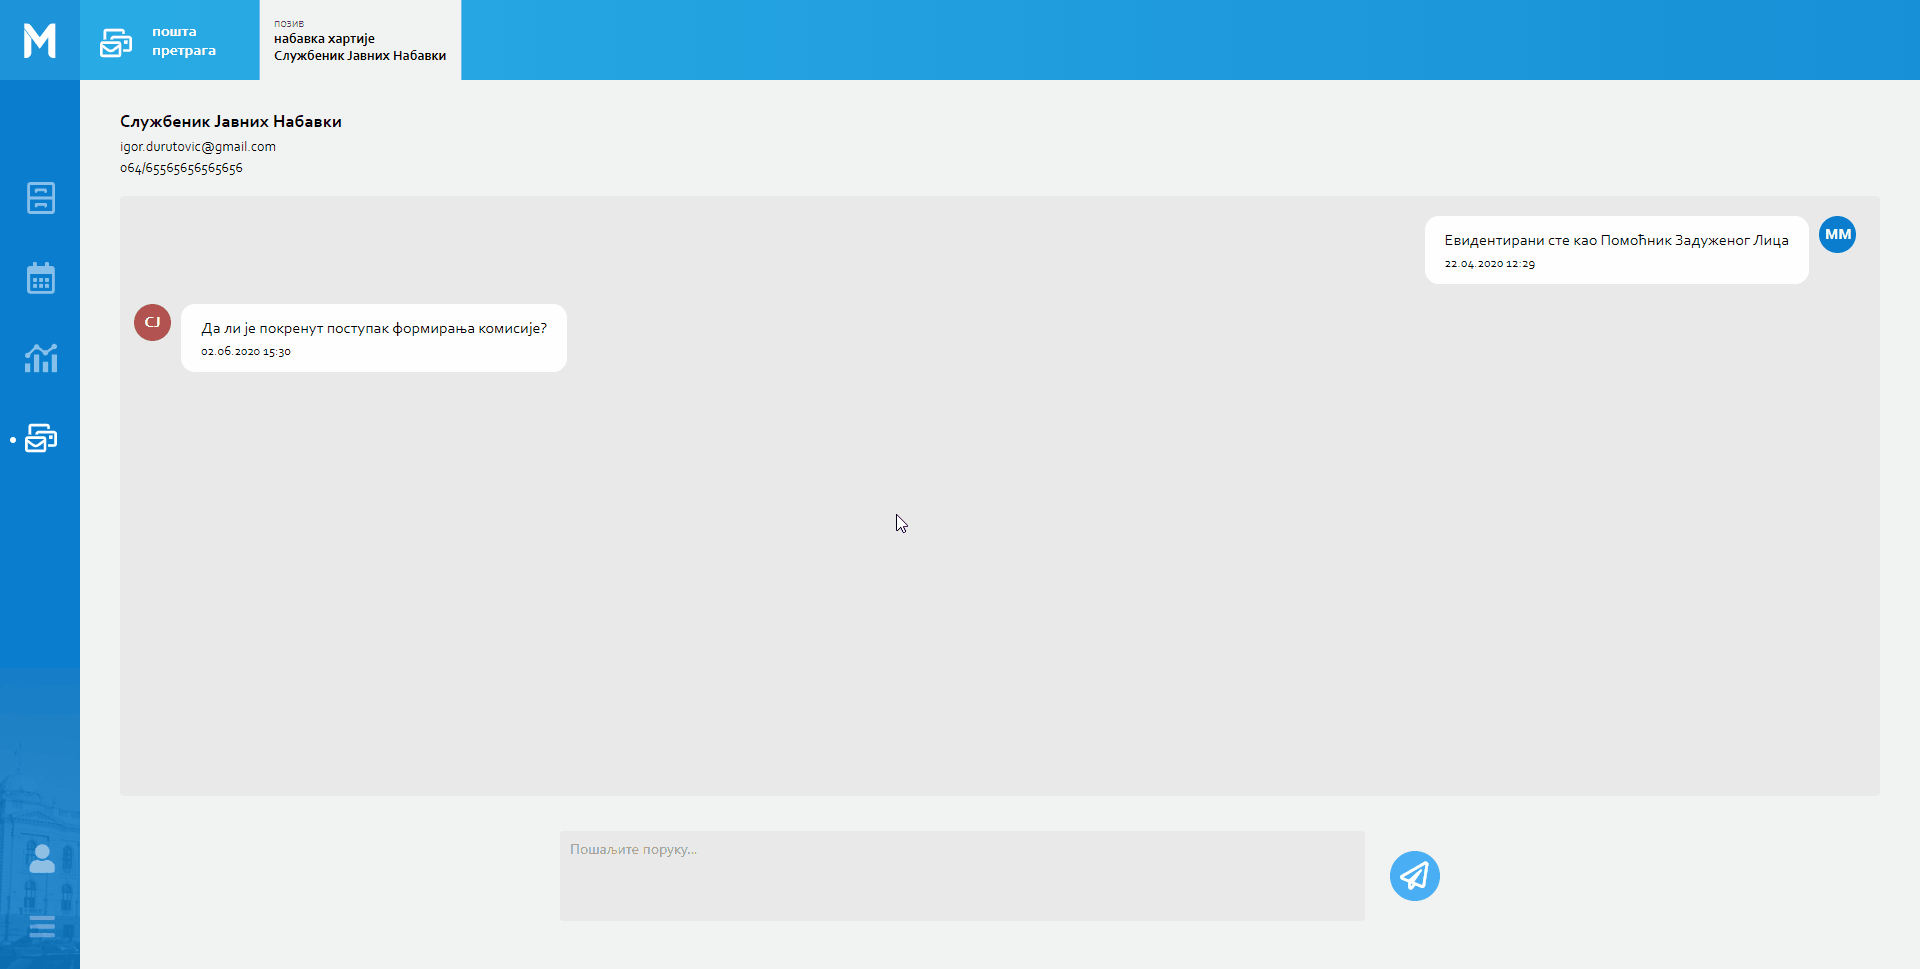 М
пошта
претрага
позив
набавка хартије
Службеник Јавних Набавки
Службеник Јавних Набавки
igor.durutovic@gmail.com
064/65565656565656
Евидентирани сте као Помоћник Задуженог Лица
22.04.2020 12:29
ММ
СЈ
Да ли је покренут поступак формирања комисије?
02.06.2020 15:30
Пошаљите поруку...